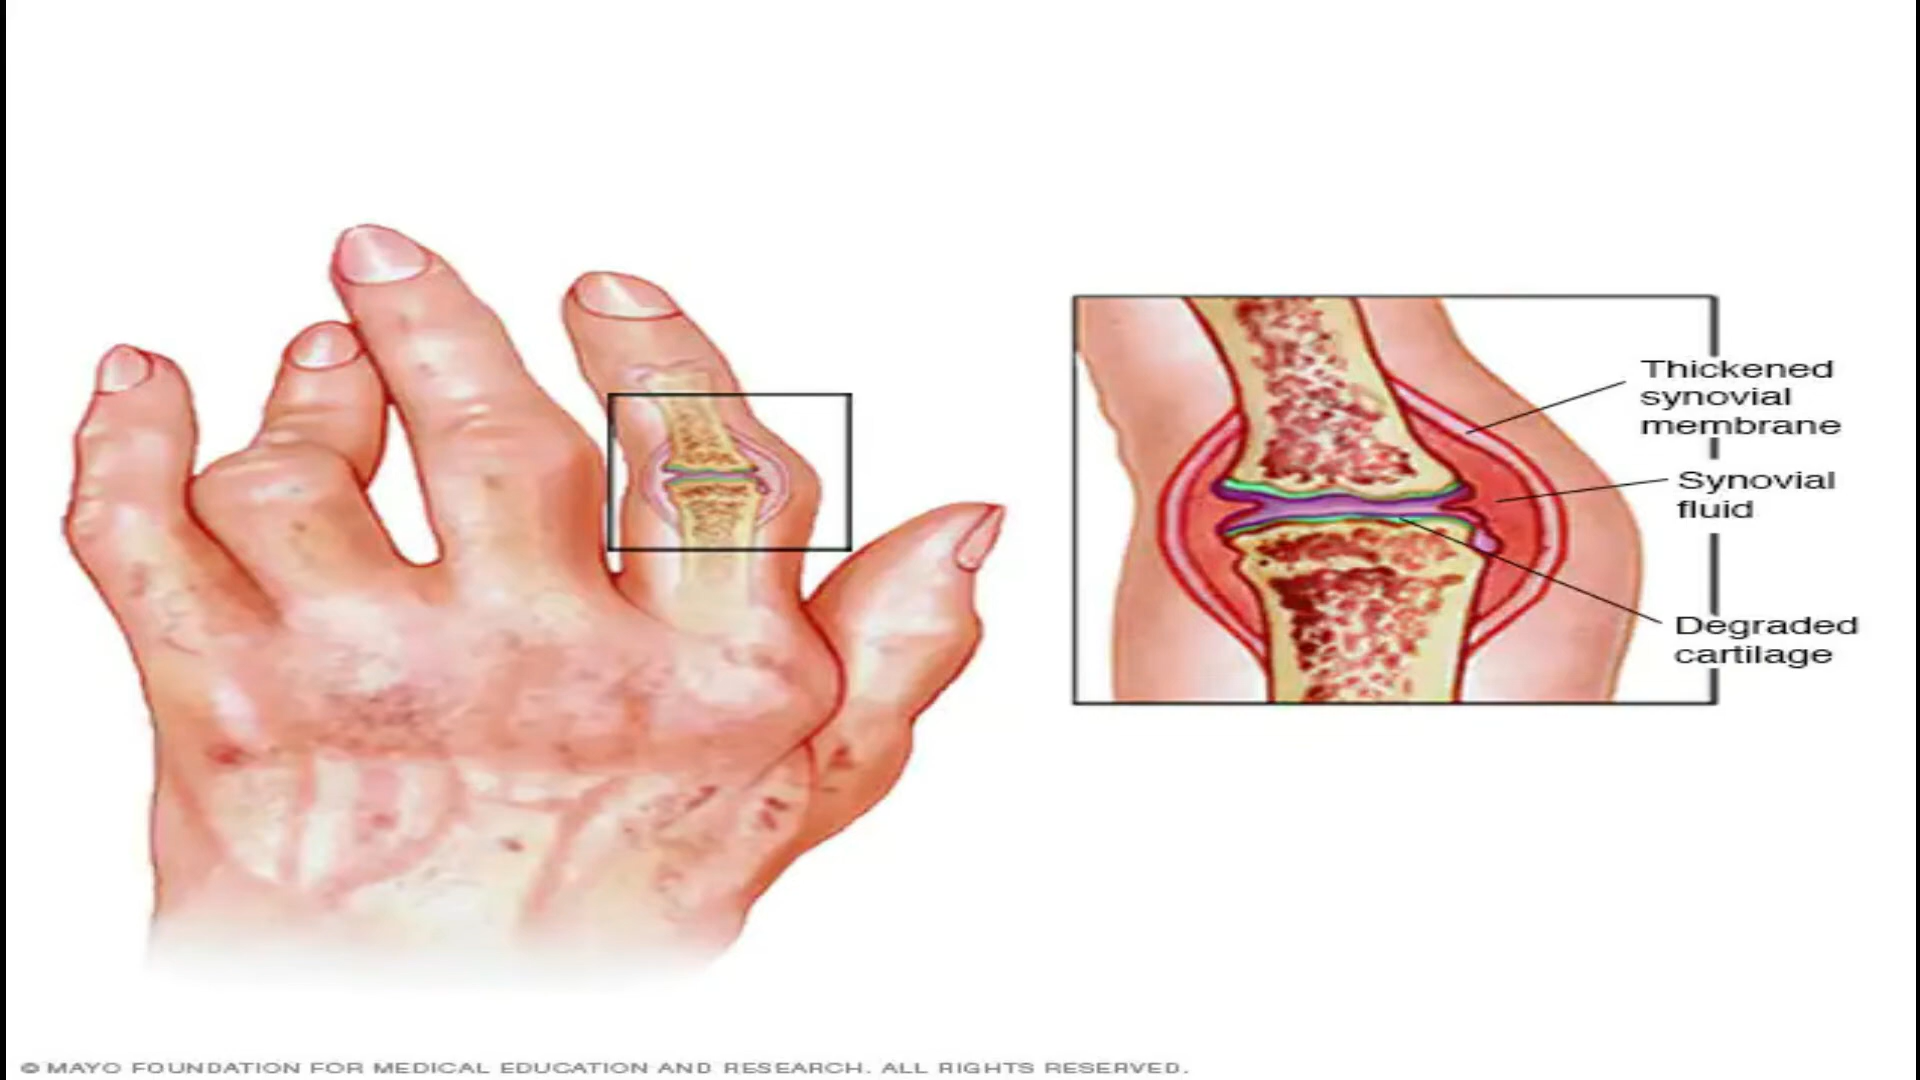 Thickened
synovial
membrane
Synovial
fluid
Degraded
cartilage
© MAYO FOUNDATION FOR MEDICAL EDUCATION AND RESEARCH. ALL RIGHTS RESERVED.